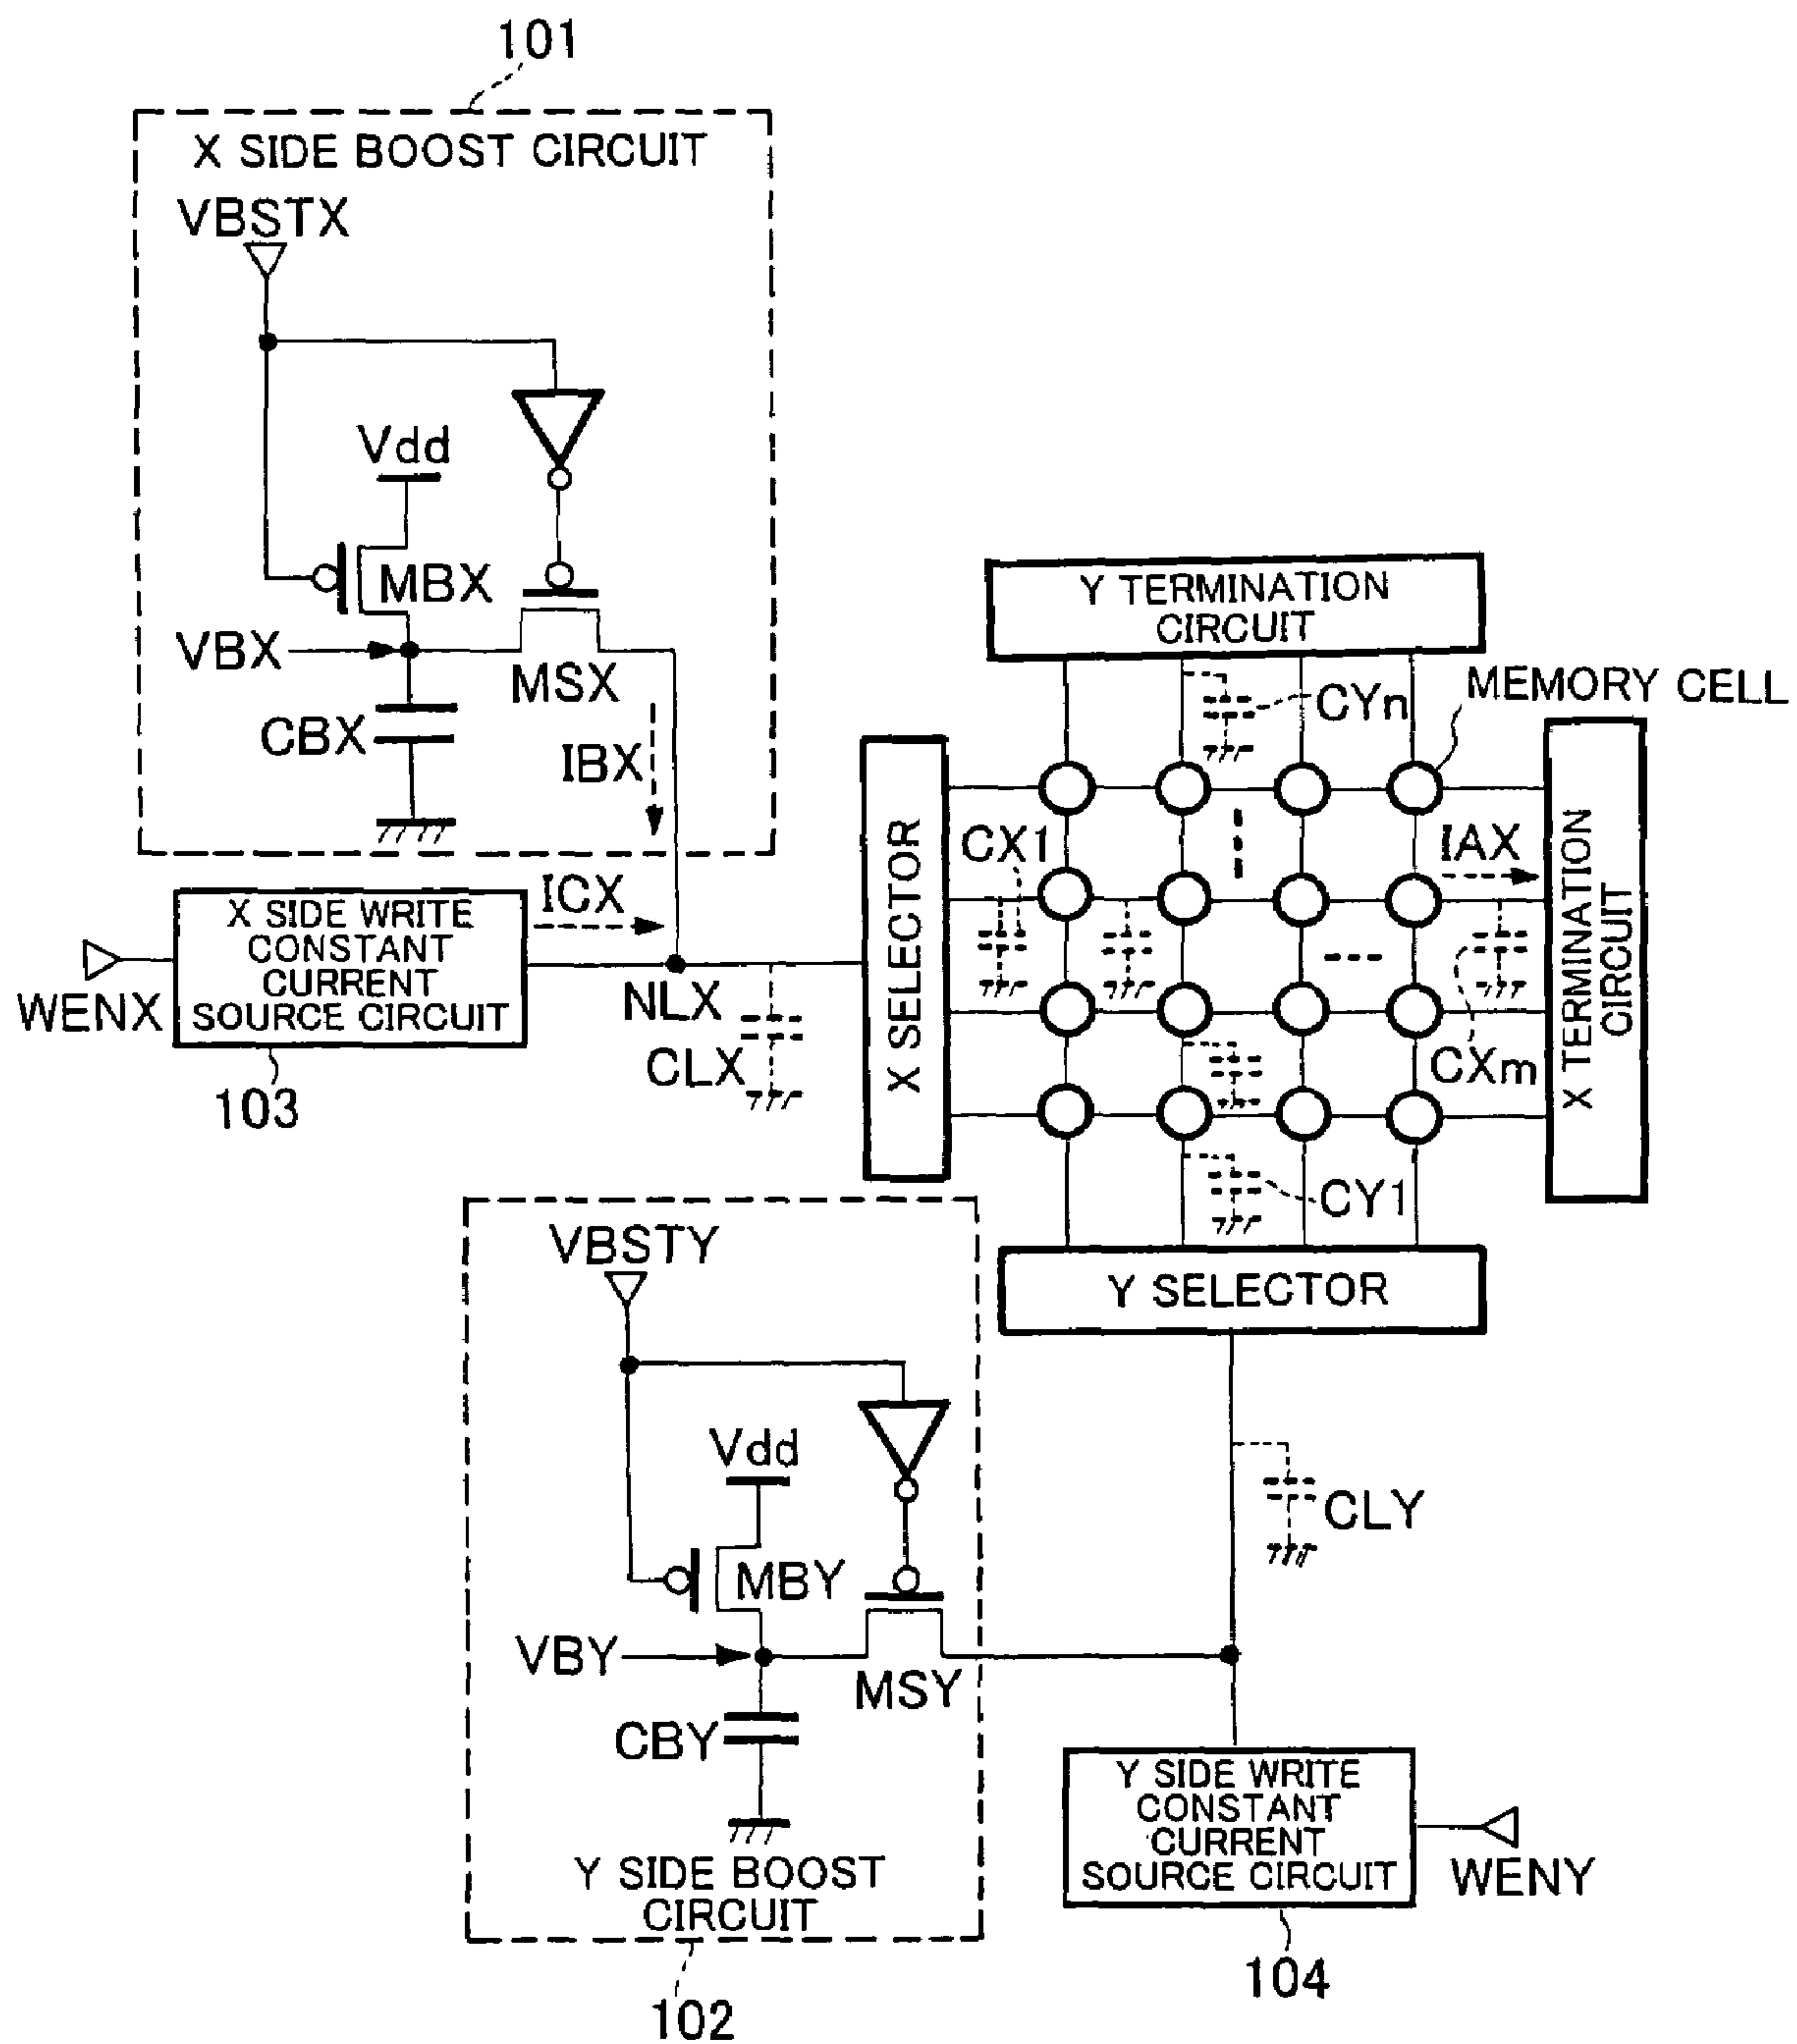 101
X SIDE BOOST CIRCUIT
VBSTX
Vdd
MBX
VBX
MSX
CBX
IBX
ICX
X SIDE WRITE
CONSTANT
CURRENT
SOURCE CIRCUIT
WENX
103
NLX
CLX
X SELECTOR
Y TERMINATION
CIRCUIT
CYn
MEMORY CELL
CX1
IAX
CXm
X TERMINATION
CIRCUIT
CY1
Y SELECTOR
VBSTY
Vdd
MBY
VBY
MSY
CBY
Y SIDE BOOST
CIRCUIT
102
CLY
Y SIDE WRITE
CONSTANT
CURRENT
SOURCE CIRCUIT
WENY
104